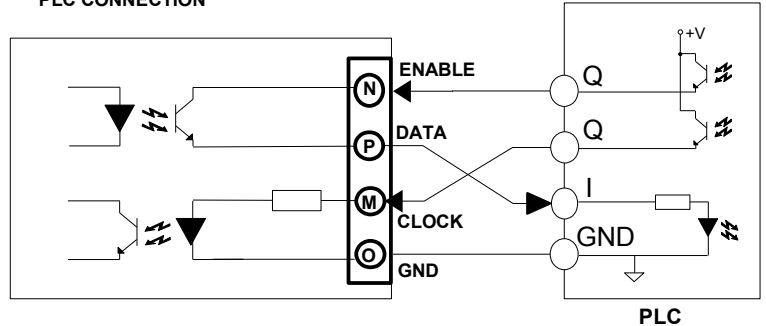 PLC CONNECTION
+V
N
ENABLE
Q
P
DATA
Q
M
CLOCK
I
O
GND
GND
PLC